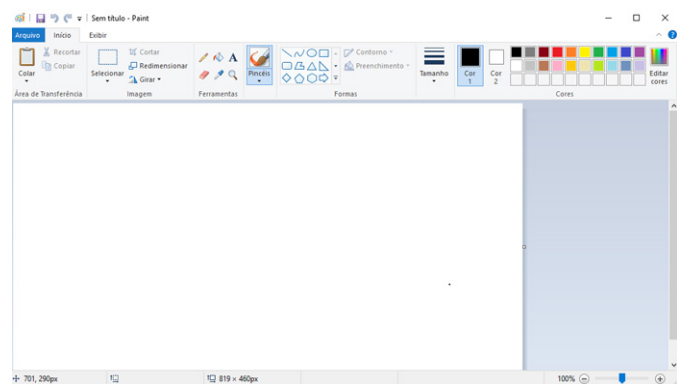 Sem título - Paint
Arquivo Início Exibir
Colar
Recortar
Copiar
Área de Transferência
Selecionar
Cortar
Redimensionar
Girar
Imagem
A
Ferramentas
Pincéis
Contorno
Preenchimento
Formas
Tamanho
Cor
1
Cor
2
Editar
cores
Cores
701, 290px
819 × 460px
100%